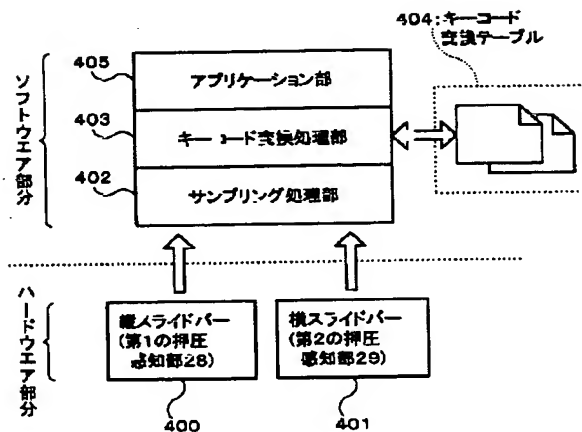 404:キーコード
変換テーブル
ソフトウエア部分
405
アプリケーション部
403
キーコード変換処理部
402
サンプリング処理部
ハードウエア部分
縦スライドバー
(第1の押圧
感知部28)
横スライドバー
(第2の押圧
感知部29)
400
401